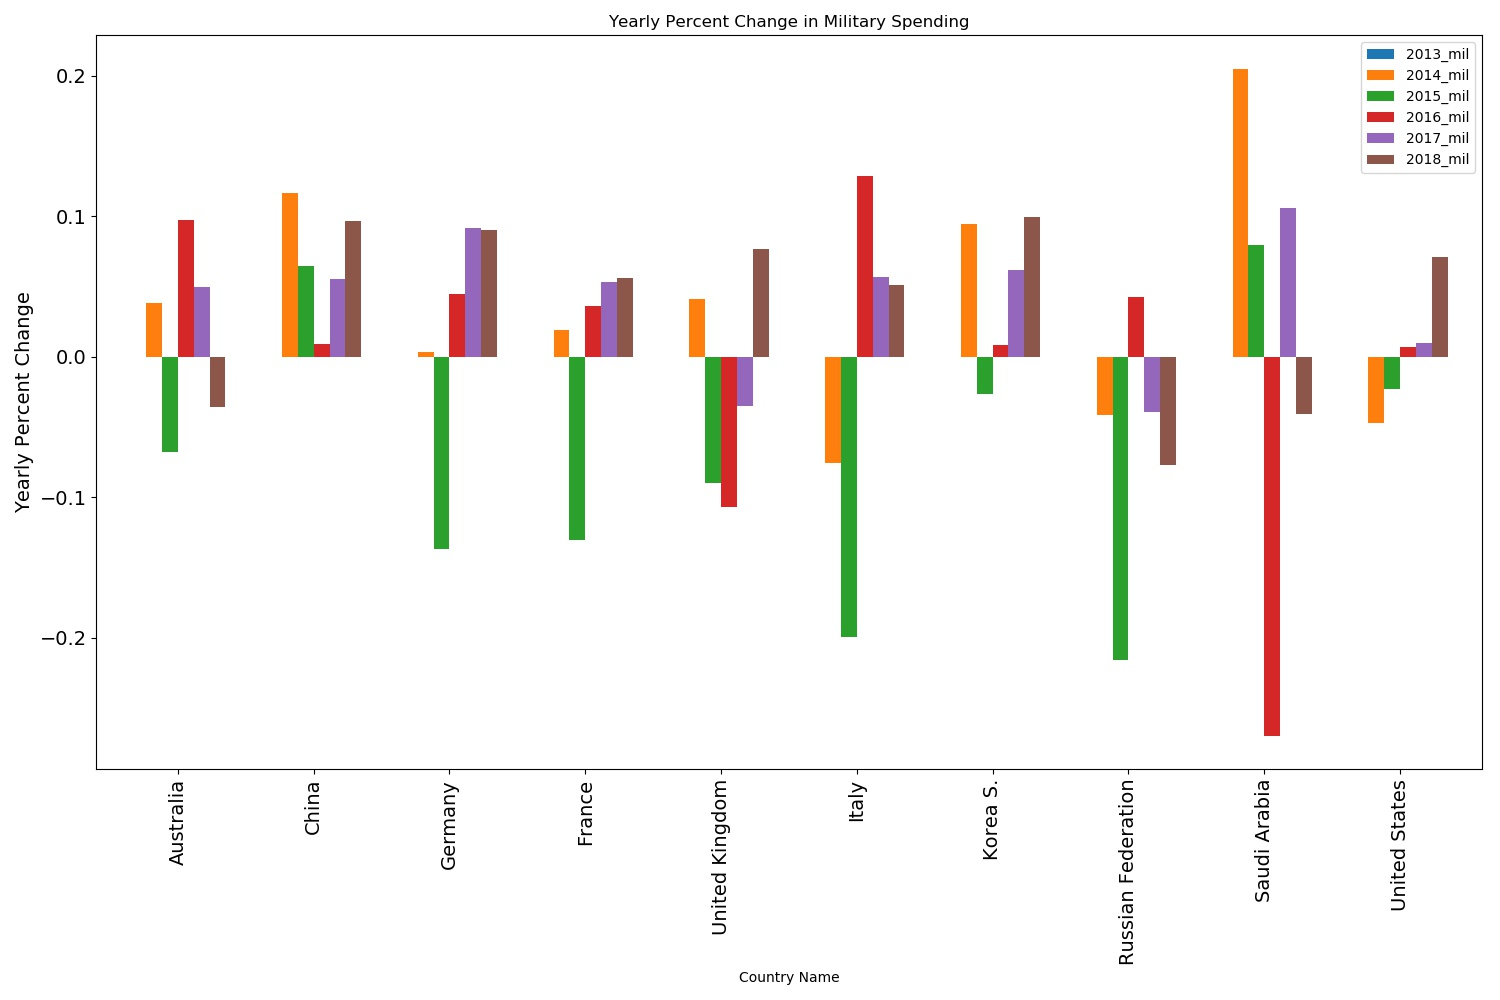 Yearly Percent Change in Military Spending
2013_mil
2014_mil
2015_mil
2016_mil
2017_mil
2018_mil
Yearly Percent Change
0.2
0.1
0.0
−0.1
−0.2
Australia
China
Germany
France
United Kingdom
Italy
Korea S.
Russian Federation
Saudi Arabia
United States
Country Name